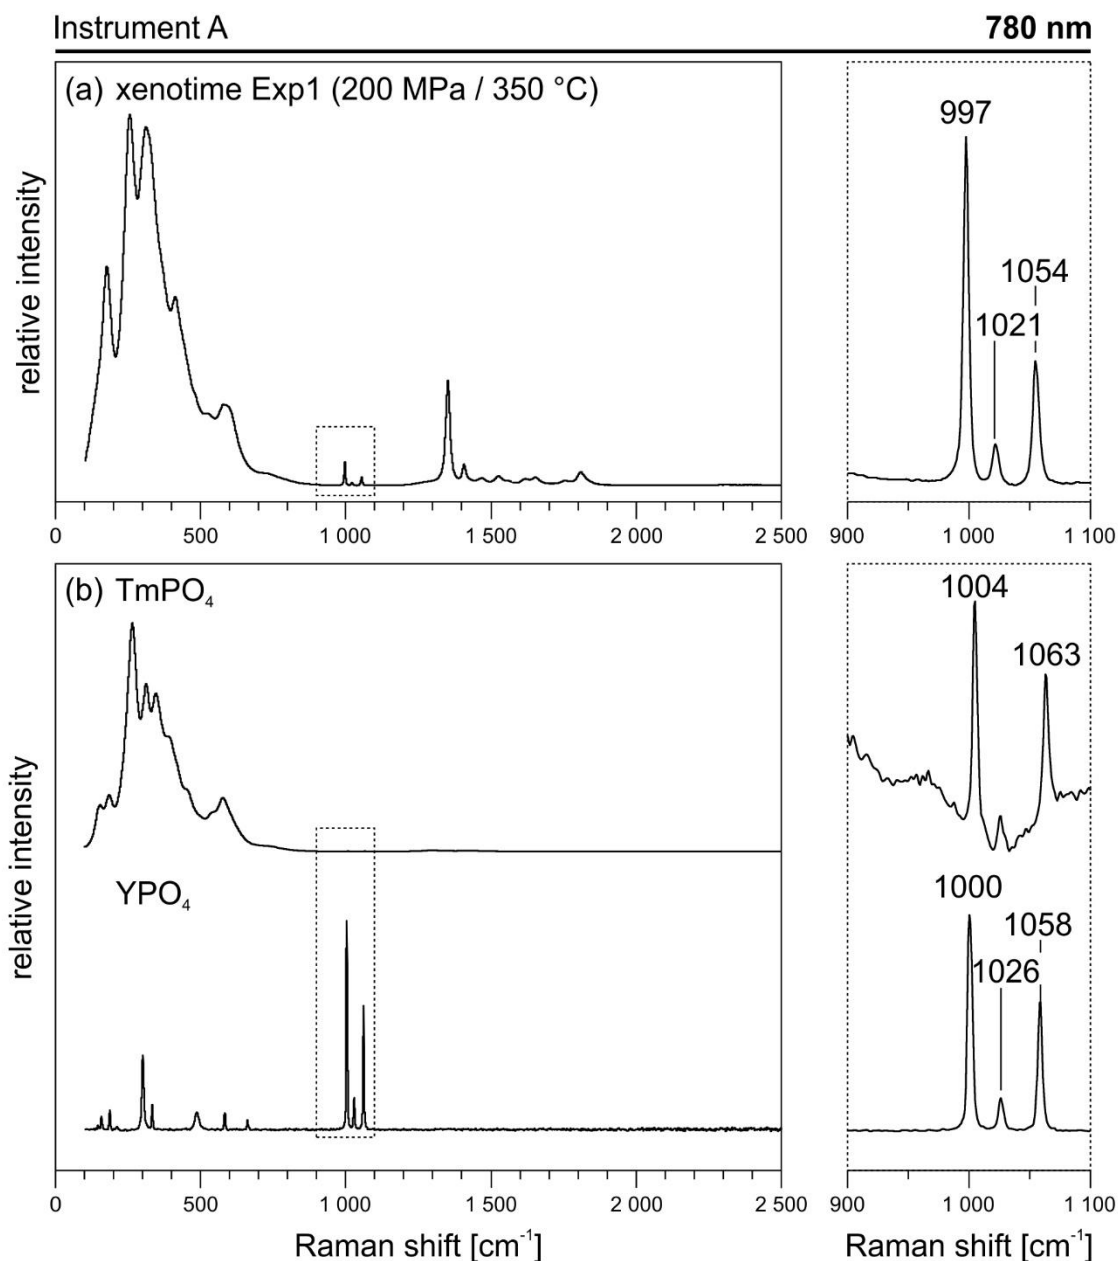 Instrument A 780 nm
(a) xenotime Exp1 (200 MPa / 350 °C)
relative intensity
997
1054
1021
0 500 1 000 1 500 2 000 2 500
900 1 000 1 100
(b) TmPO₄
1004
1063
YPO₄
relative intensity
1000
1058
1026
0 500 1 000 1 500 2 000 2 500
900 1 000 1 100
Raman shift [cm⁻¹] Raman shift [cm⁻¹]